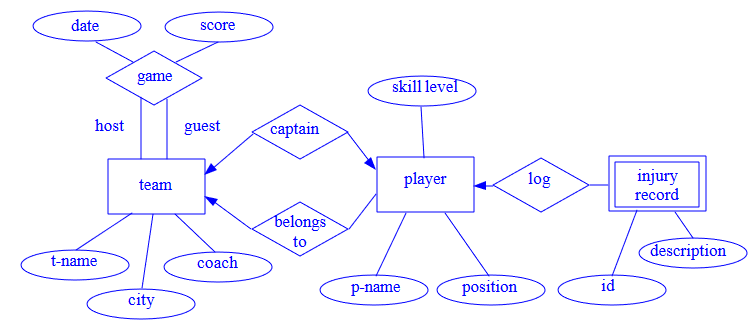 date
score
game
skill level
host
guest
captain
team
player
log
injury
record
belongs
to
t-name
coach
city
p-name
position
id
description